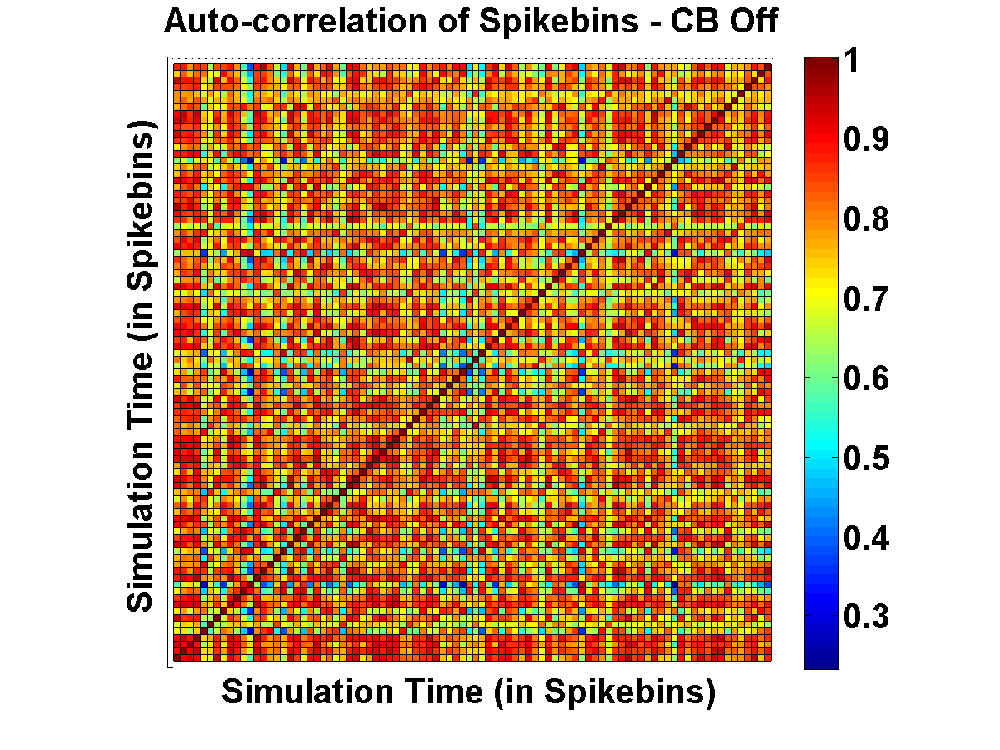 Auto-correlation of Spikebins - CB Off
Simulation Time (in Spikebins)
1
0.9
0.8
0.7
0.6
0.5
0.4
0.3
Simulation Time (in Spikebins)